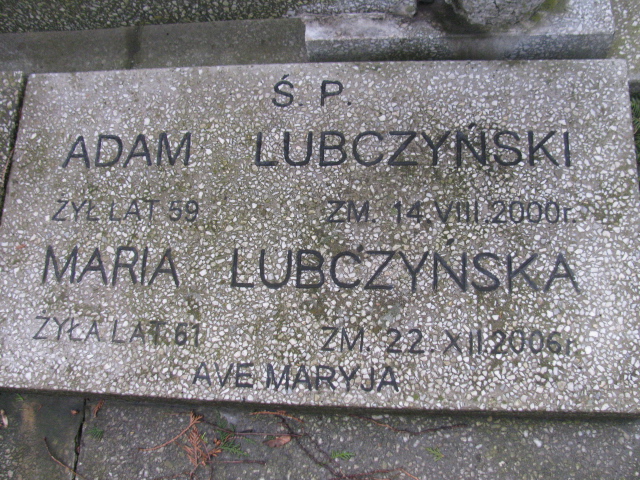 Ś. P.
ADAM LUBCZYŃSKI
ŻYŁ LAT 59 ZM. 14.VIII.2000r.
MARIA LUBCZYŃSKA
ŻYŁA LAT 61 ZM. 22.XII.2006r.
AVE MARYJA